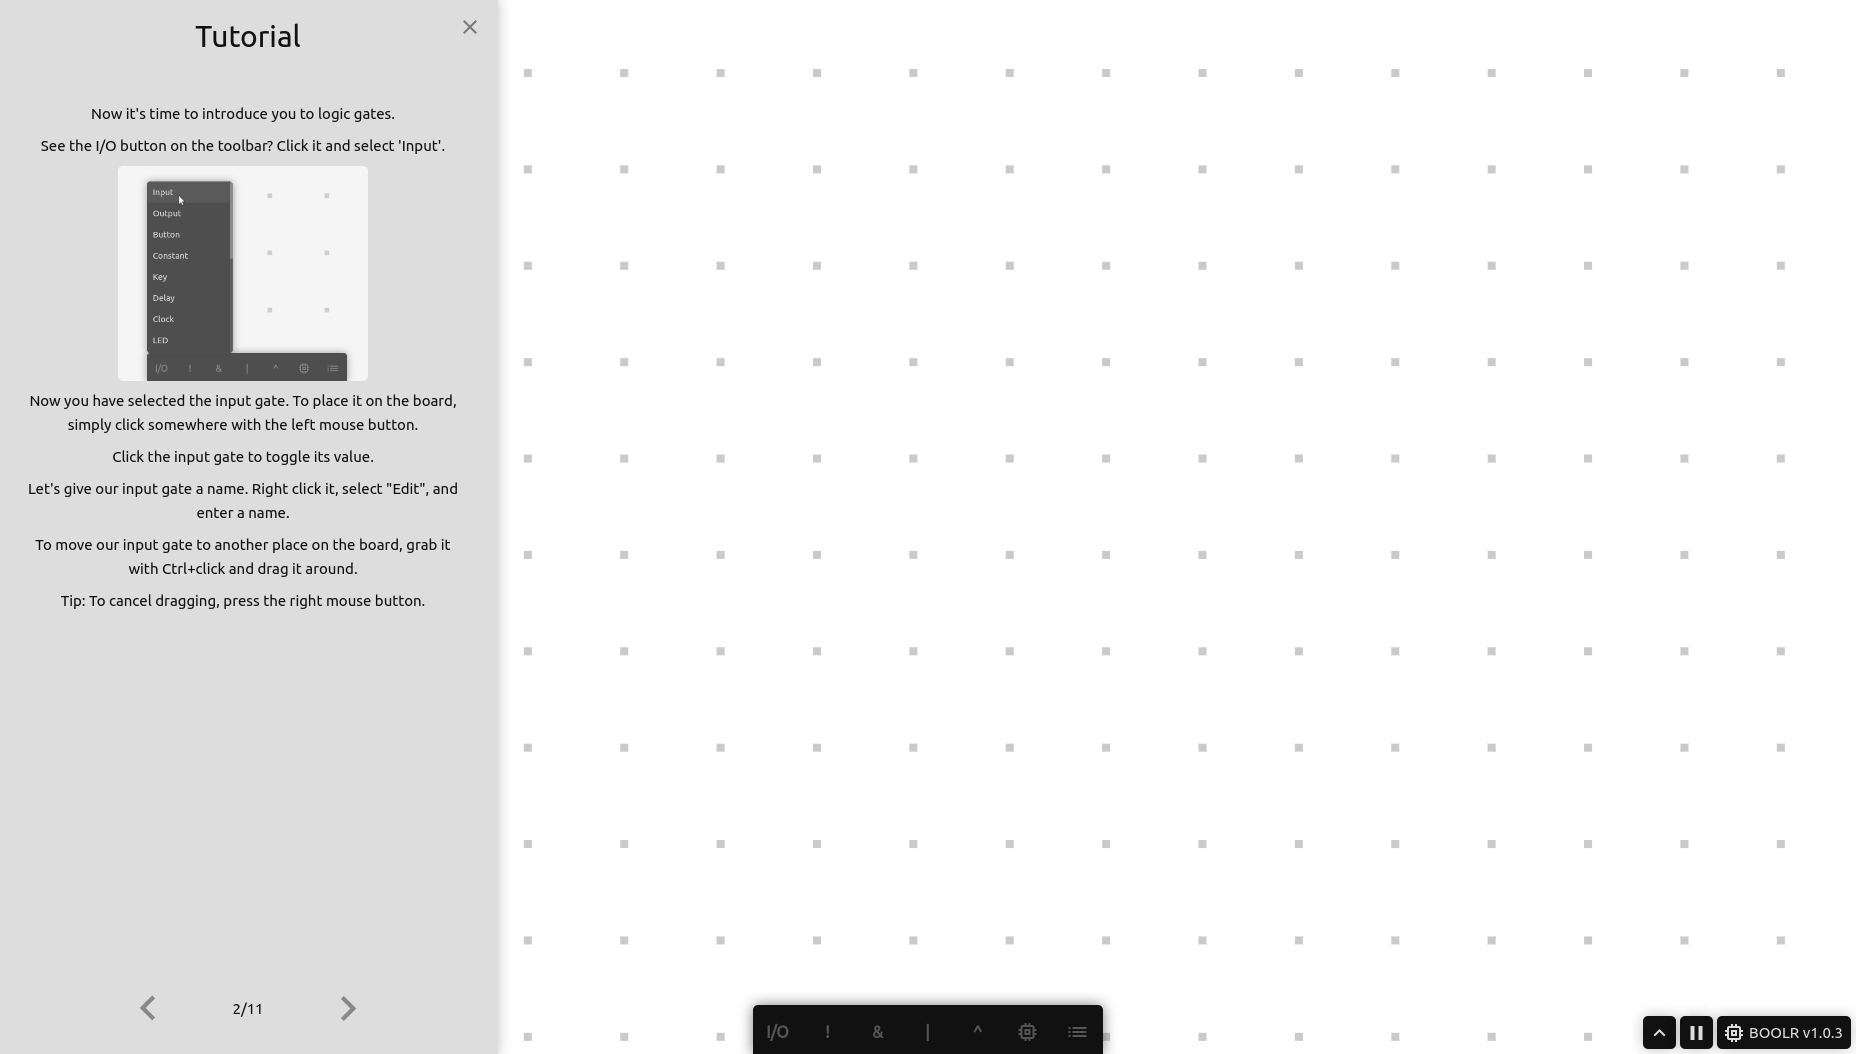 Tutorial
Now it's time to introduce you to logic gates.
See the I/O button on the toolbar? Click it and select 'Input'.
Input
Output
Button
Constant
Key
Delay
Clock
LED
I/O ! & | ^
Now you have selected the input gate. To place it on the board,
simply click somewhere with the left mouse button.
Click the input gate to toggle its value.
Let's give our input gate a name. Right click it, select "Edit", and
enter a name.
To move our input gate to another place on the board, grab it
with Ctrl+click and drag it around.
Tip: To cancel dragging, press the right mouse button.
2/11
I/O ! & | ^
BOOLR v1.0.3